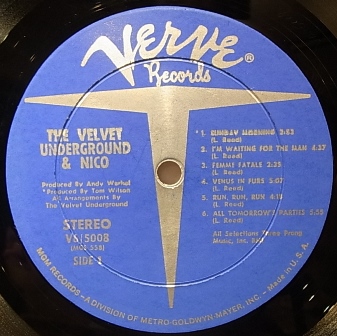 Verve®
Records
THE VELVET
UNDERGROUND
& NICO
Produced by Andy Warhol
*Produced by Tom Wilson
All Arrangements By
The Velvet Underground
STEREO
V6-5008
(MGS 558)
SIDE 1
*1. SUNDAY MORNING 2:53
(L. Reed)
2. I'M WAITING FOR THE MAN 4:37
(L. Reed)
3. FEMME FATALE 2:35
(L. Reed)
4. VENUS IN FURS 5:07
(L. Reed)
5. RUN, RUN, RUN 4:18
(L. Reed)
6. ALL TOMORROW'S PARTIES 5:55
(L. Reed)
All Selections Three Prong
Music, Inc. BMI
MGM RECORDS - A DIVISION OF METRO-GOLDWYN-MAYER, INC. - Made in U.S.A.